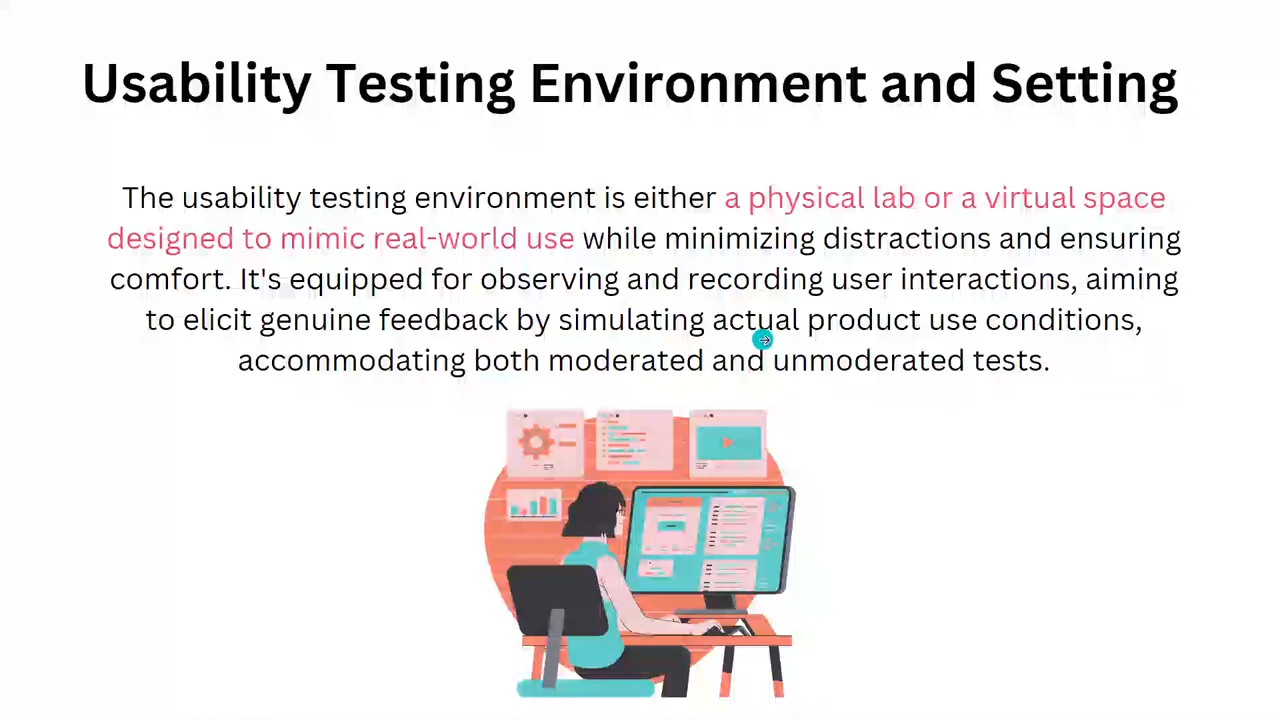 Usability Testing Environment and Setting
The usability testing environment is either a physical lab or a virtual space
designed to mimic real-world use while minimizing distractions and ensuring
comfort. It's equipped for observing and recording user interactions, aiming
to elicit genuine feedback by simulating actual product use conditions,
accommodating both moderated and unmoderated tests.